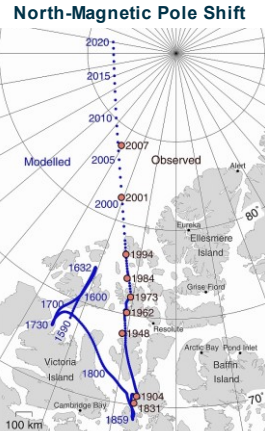 North-Magnetic Pole Shift
2020
2015
2010
2007
Modelled
2005
Observed
Alert
2001
2000
80°
Eureka
Ellesmere
Island
1994
1632
1984
Grise Fiord
1600
1973
1700
1962
1730
1590
1948
Resolute
Arctic Bay
Pond Inlet
Victoria
Island
Baffin
Island
1800
1904
70°
Cambridge Bay
1831
1859
100 km